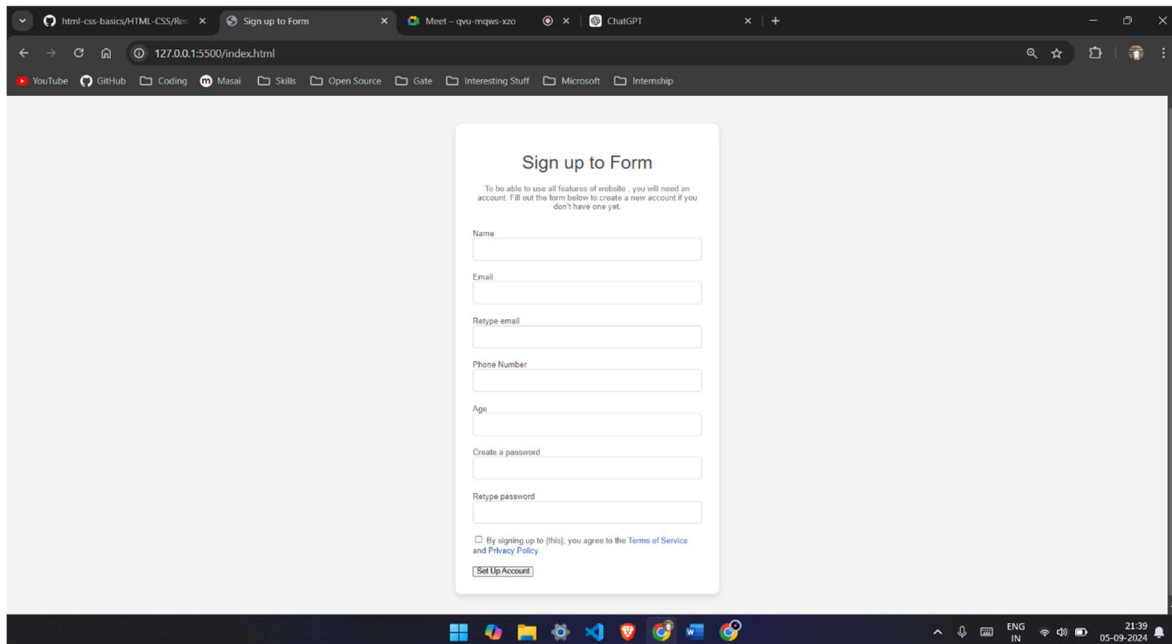 html-css-basics/HTML-CSS/Res
Sign up to Form
Meet – qvu-mqws-xzo
ChatGPT
127.0.0.1:5500/index.html
YouTube GitHub Coding Masai Skills Open Source Gate Interesting Stuff Microsoft Internship
Sign up to Form
To be able to use all features of website , you will need an
account. Fill out the form below to create a new account if you
don't have one yet.
Name
Email
Retype email
Phone Number
Age
Create a password
Retype password
By signing up to {this}, you agree to the Terms of Service
and Privacy Policy.
Set Up Account
ENG
IN
21:39
05-09-2024